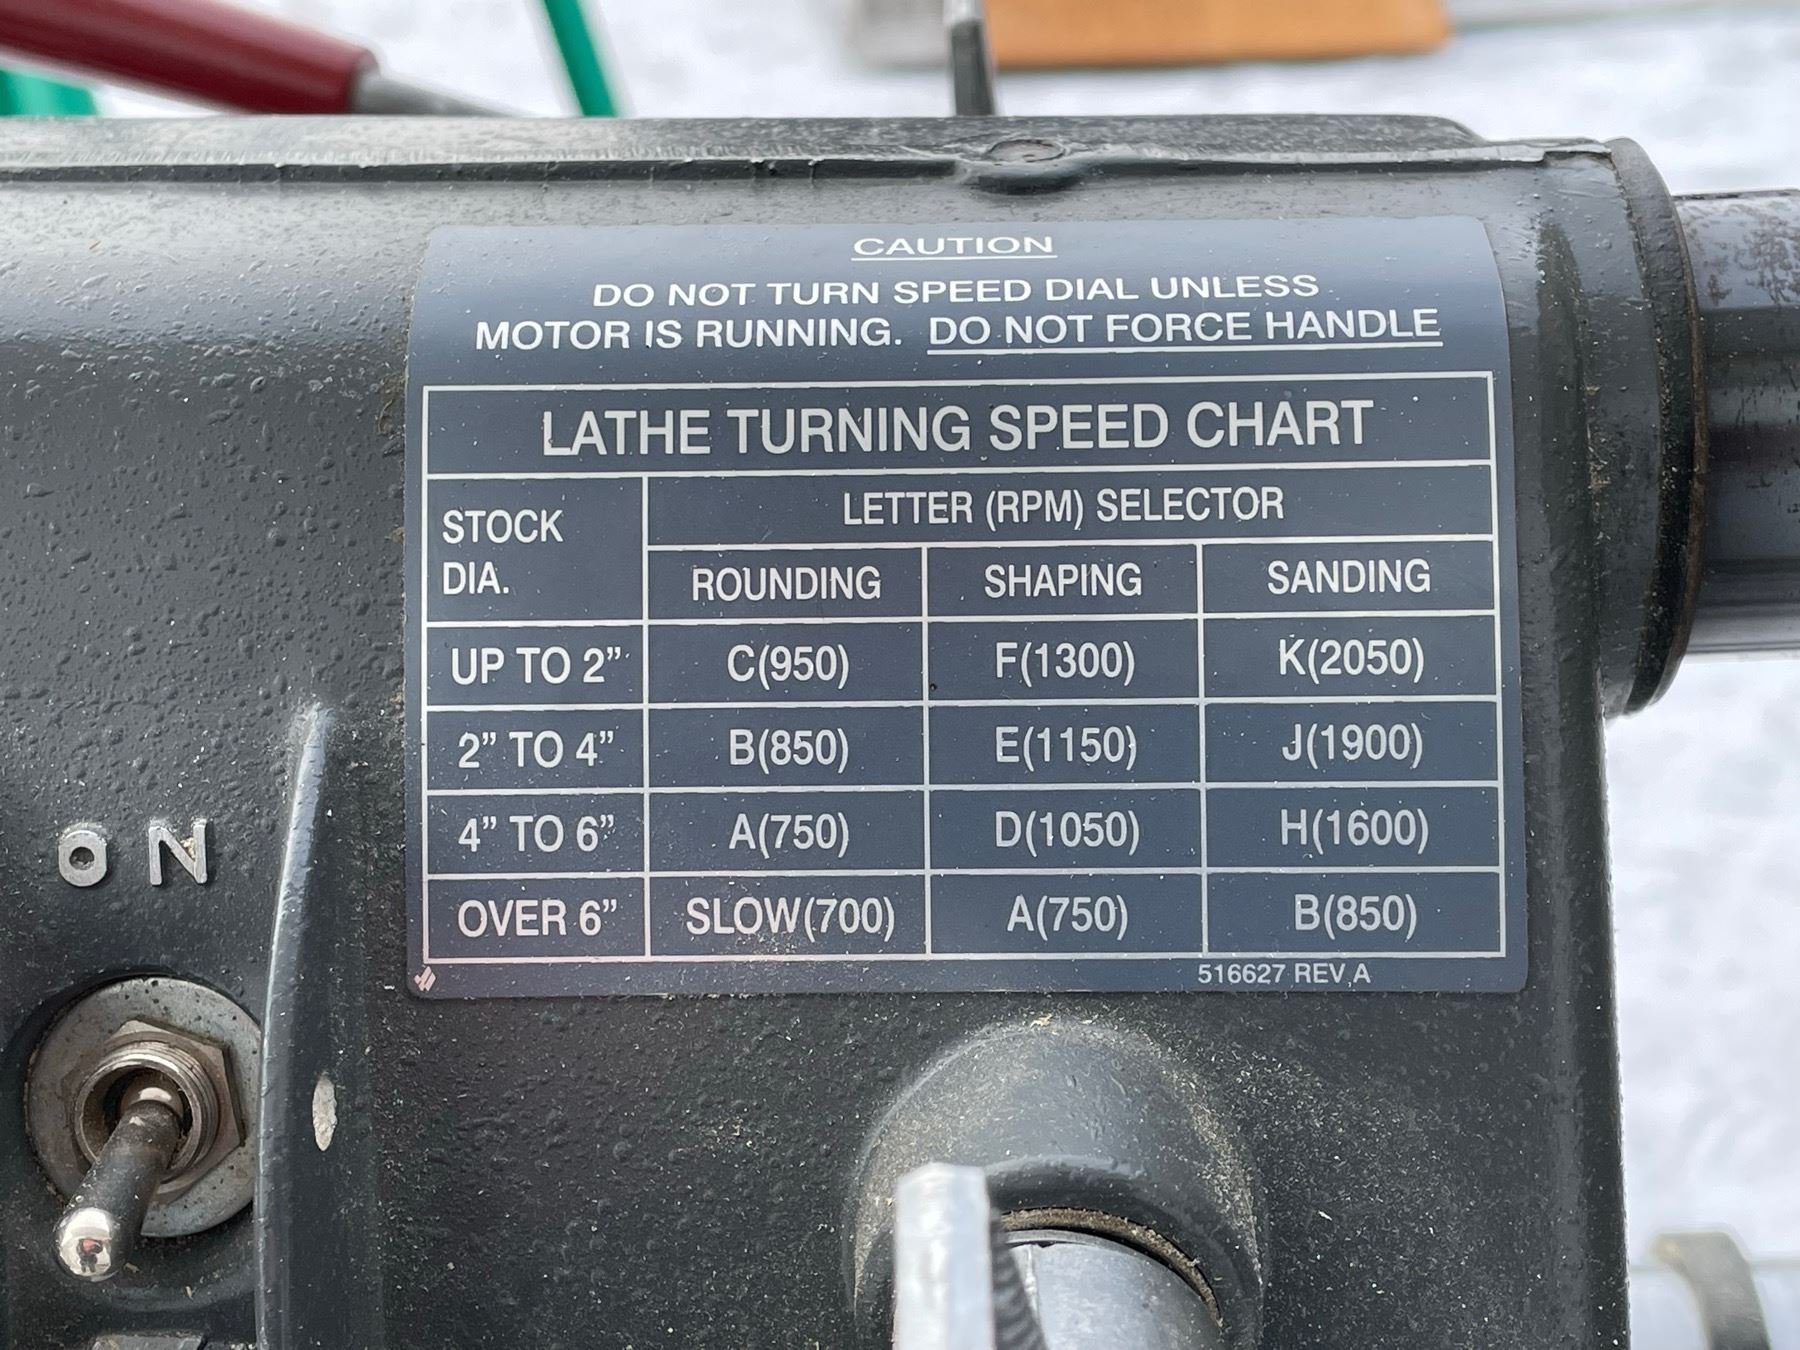 CAUTION
DO NOT TURN SPEED DIAL UNLESS
MOTOR IS RUNNING. DO NOT FORCE HANDLE
LATHE TURNING SPEED CHART
STOCK DIA. LETTER (RPM) SELECTOR
ROUNDING SHAPING SANDING
UP TO 2" C(950) F(1300) K(2050)
2" TO 4" B(850) E(1150) J(1900)
4" TO 6" A(750) D(1050) H(1600)
OVER 6" SLOW(700) A(750) B(850)
516627 REV A
ON